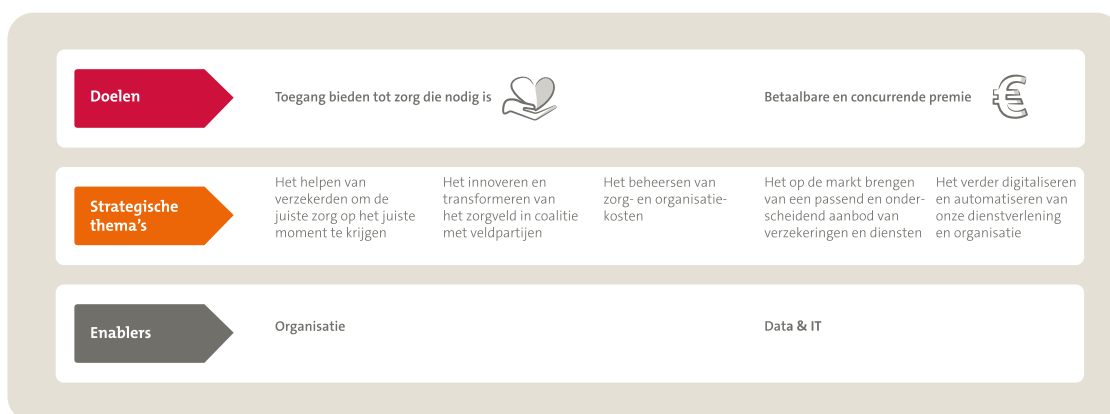 Doelen
Toegang bieden tot zorg die nodig is
Betaalbare en concurrende premie
Strategische
thema's
Het helpen van
verzekerden om de
juiste zorg op het juiste
moment te krijgen
Het innoveren en
transformeren van
het zorgveld in coalitie
met veldpartijen
Het beheersen van
zorg- en organisatie-
kosten
Het op de markt brengen
van een passend en onder-
scheidend aanbod van
verzekeringen en diensten
Het verder digitaliseren
en automatiseren van
onze dienstverlening
en organisatie
Enablers
Organisatie
Data & IT